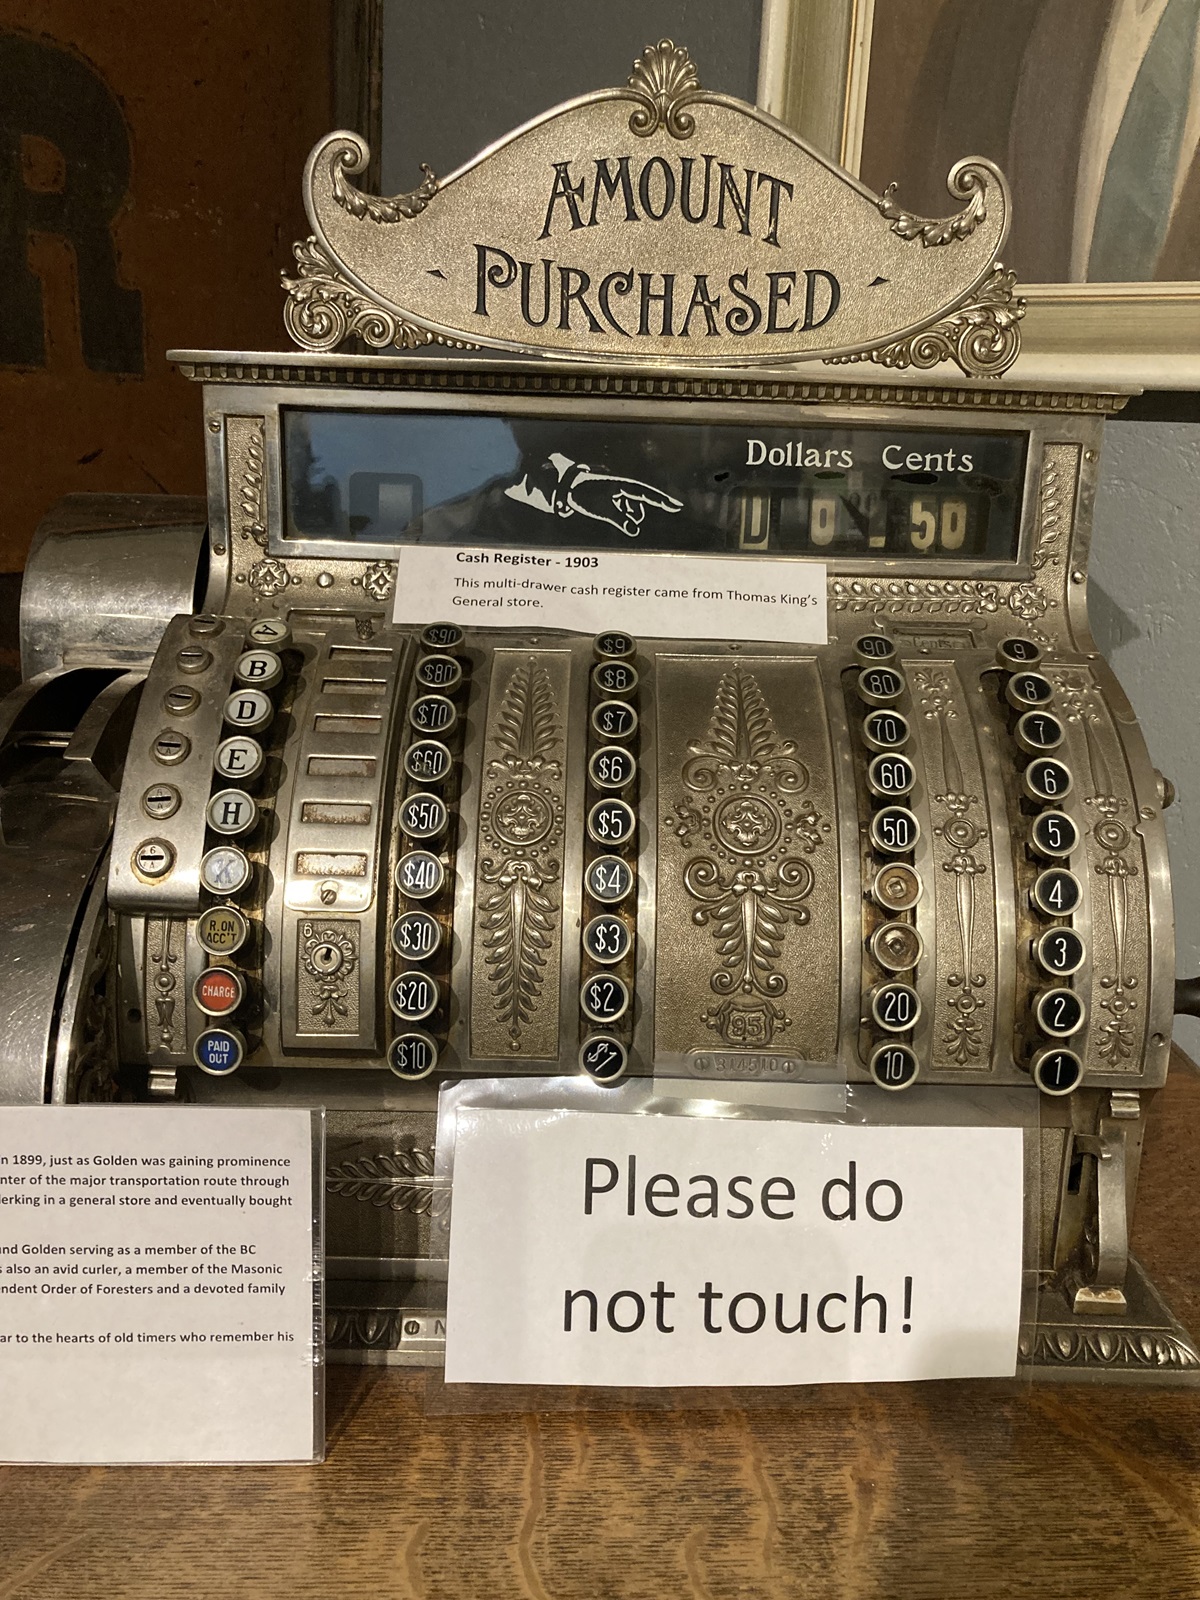 R
AMOUNT
PURCHASED
Dollars Cents
D 0 50
Cash Register - 1903
This multi-drawer cash register came from Thomas King's
General store.
A
B
D
E
H
K
R.ON
ACC'T
CHARGE
PAID
OUT
6
$90
$80
$70
$60
$50
$40
$30
$20
$10
$9
$8
$7
$6
$5
$4
$3
$2
$1
95
90
80
70
60
50
20
10
9
8
7
6
5
4
3
2
1
n 1899, just as Golden was gaining prominence
nter of the major transportation route through
lerking in a general store and eventually bought
nd Golden serving as a member of the BC
s also an avid curler, a member of the Masonic
ndent Order of Foresters and a devoted family
ar to the hearts of old timers who remember his
Please do
not touch!